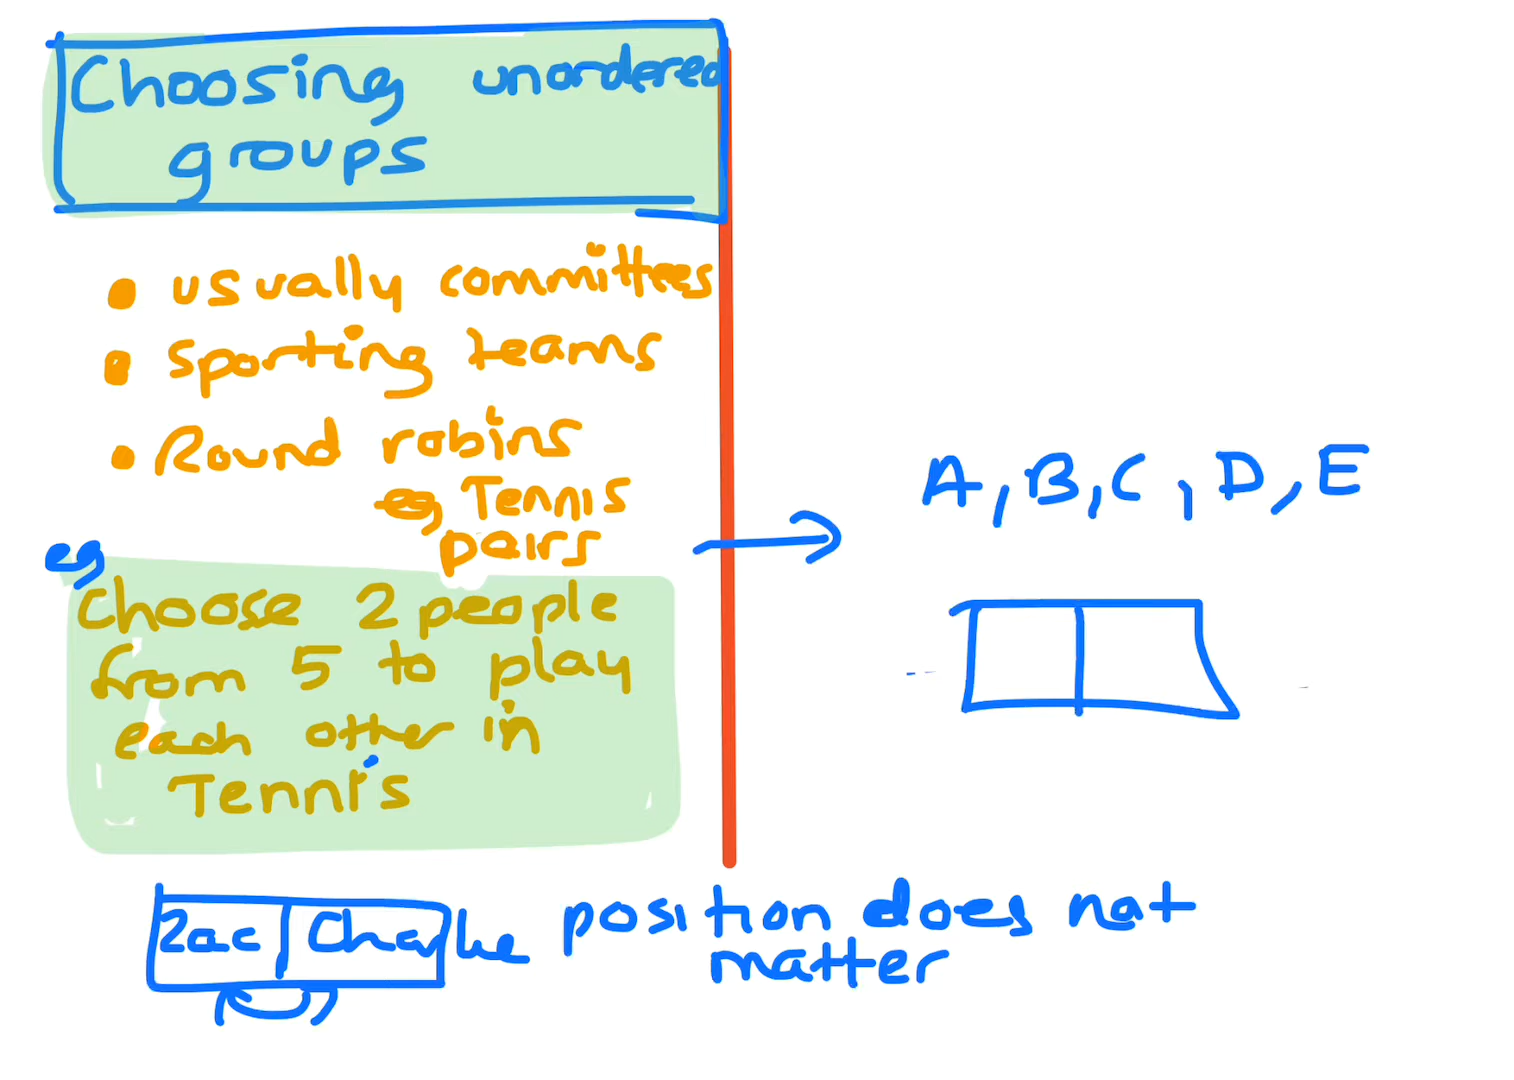 Choosing unordered
groups
• usually committees
• sporting teams
• Round robins
eg Tennis
pairs
eg
Choose 2 people
from 5 to play
each other in
Tennis
A, B, C, D, E
Zac | Charlie position does not
matter